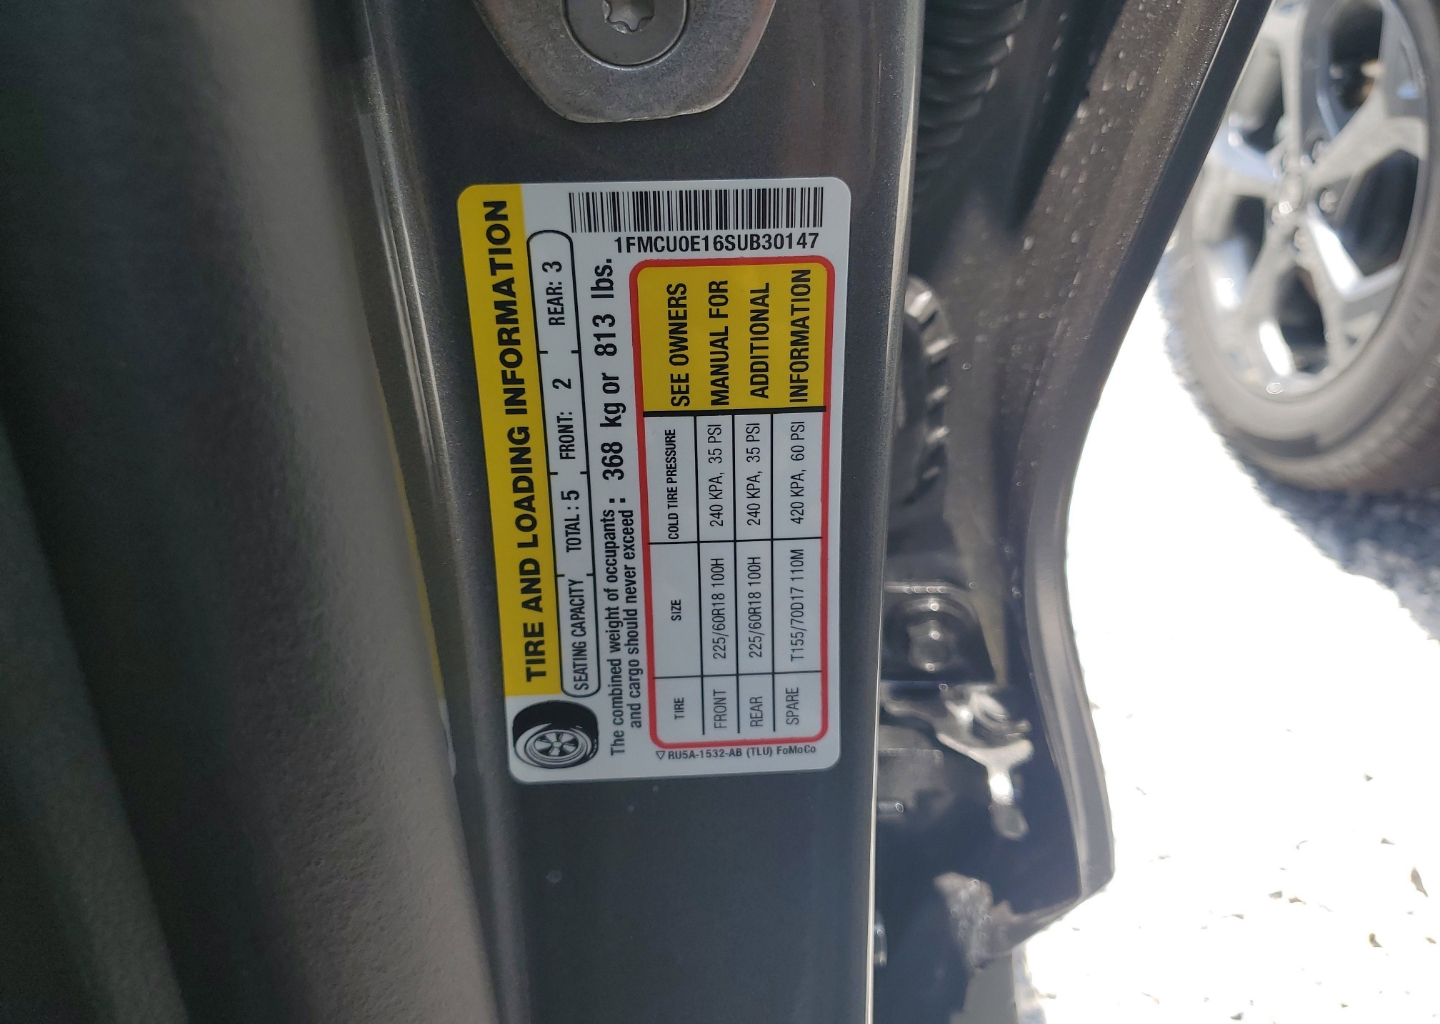 1FMCU0E16SUB30147
TIRE AND LOADING INFORMATION
SEATING CAPACITY TOTAL : 5 FRONT: 2 REAR: 3
The combined weight of occupants
and cargo should never exceed : 368 kg or 813 lbs.
TIRE SIZE COLD TIRE PRESSURE
FRONT 225/60R18 100H 240 KPA, 35 PSI
REAR 225/60R18 100H 240 KPA, 35 PSI
SPARE T155/70D17 110M 420 KPA, 60 PSI
SEE OWNERS
MANUAL FOR
ADDITIONAL
INFORMATION
RU5A-1532-AB (TLU) FoMoCo